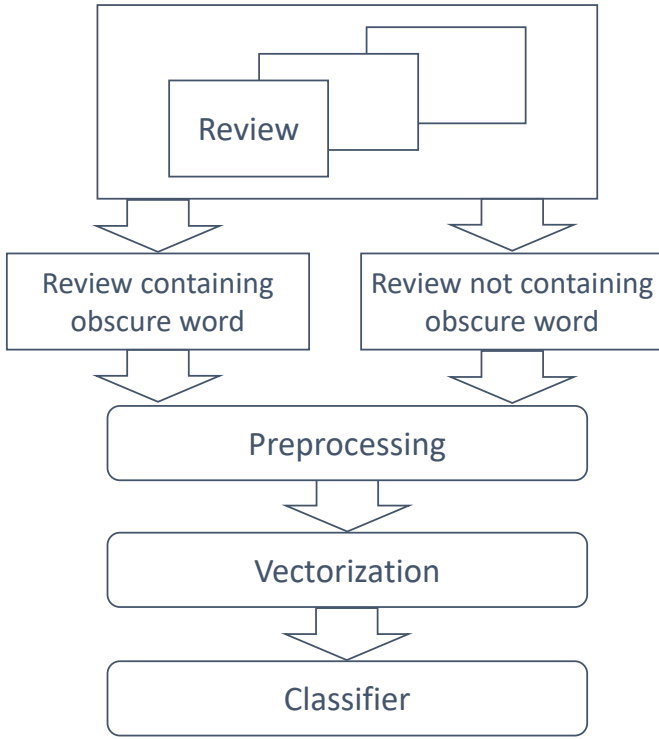 Review
Review containing
obscure word
Review not containing
obscure word
Preprocessing
Vectorization
Classifier